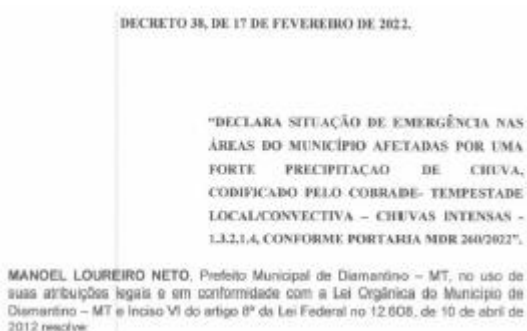 DECRETO 38, DE 17 DE FEVEREIRO DE 2022.
"DECLARA SITUAÇÃO DE EMERGÊNCIA NAS
ÁREAS DO MUNICÍPIO AFETADAS POR UMA
FORTE PRECIPITAÇAO DE CHUVA,
CODIFICADO PELO COBRADE- TEMPESTADE
LOCAL/CONVECTIVA – CHUVAS INTENSAS -
1.3.2.1.4, CONFORME PORTARIA MDR 260/2022".
MANOEL LOUREIRO NETO, Prefeito Municipal de Diamantino – MT, no uso de
suas atribuições legais e em conformidade com a Lei Orgânica do Município de
Diamantino – MT e Inciso VI do artigo 8º da Lei Federal no 12.608, de 10 de abril de
2012 resolve: